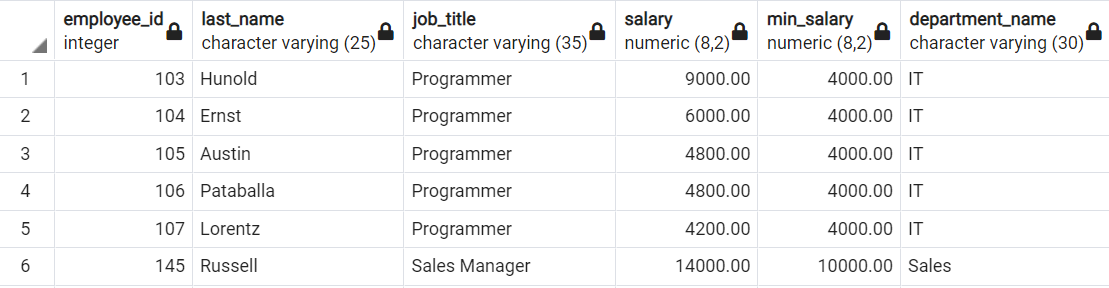 employee_id last_name job_title salary min_salary department_name
integer character varying (25) character varying (35) numeric (8,2) numeric (8,2) character varying (30)
1 103 Hunold Programmer 9000.00 4000.00 IT
2 104 Ernst Programmer 6000.00 4000.00 IT
3 105 Austin Programmer 4800.00 4000.00 IT
4 106 Pataballa Programmer 4800.00 4000.00 IT
5 107 Lorentz Programmer 4200.00 4000.00 IT
6 145 Russell Sales Manager 14000.00 10000.00 Sales